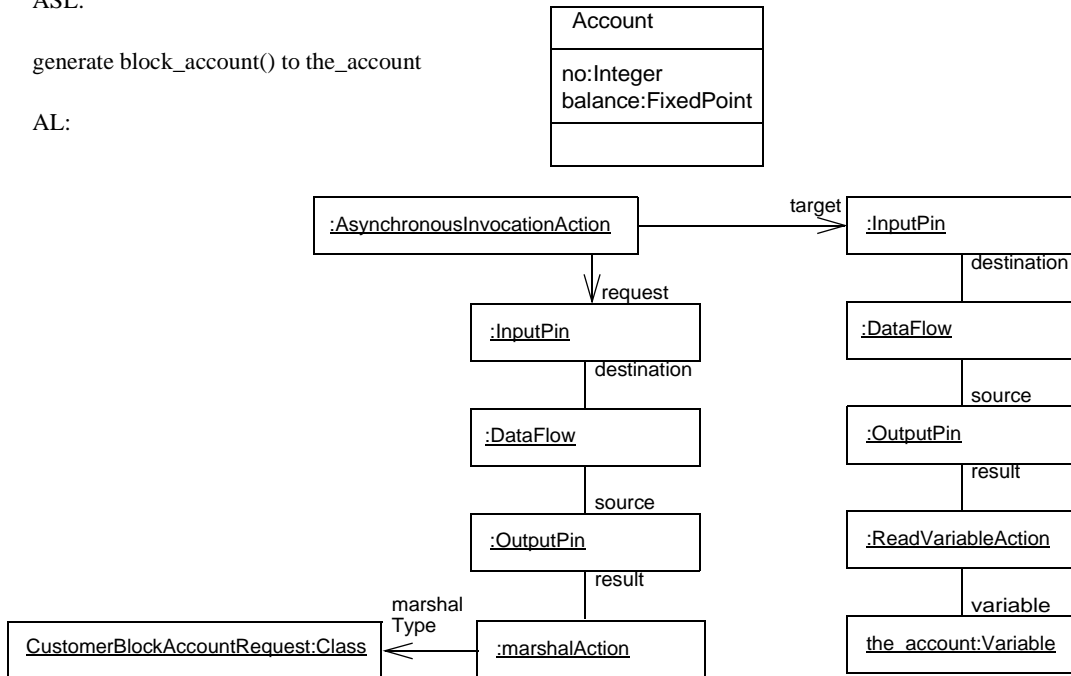 ASL:
Account
generate block_account() to the_account
no:Integer
balance:FixedPoint
AL:
:AsynchronousInvocationAction
target
:InputPin
destination
request
:InputPin
destination
:DataFlow
source
:DataFlow
:OutputPin
result
source
:OutputPin
:ReadVariableAction
result
marshal
Type
variable
CustomerBlockAccountRequest:Class
:marshalAction
the_account:Variable